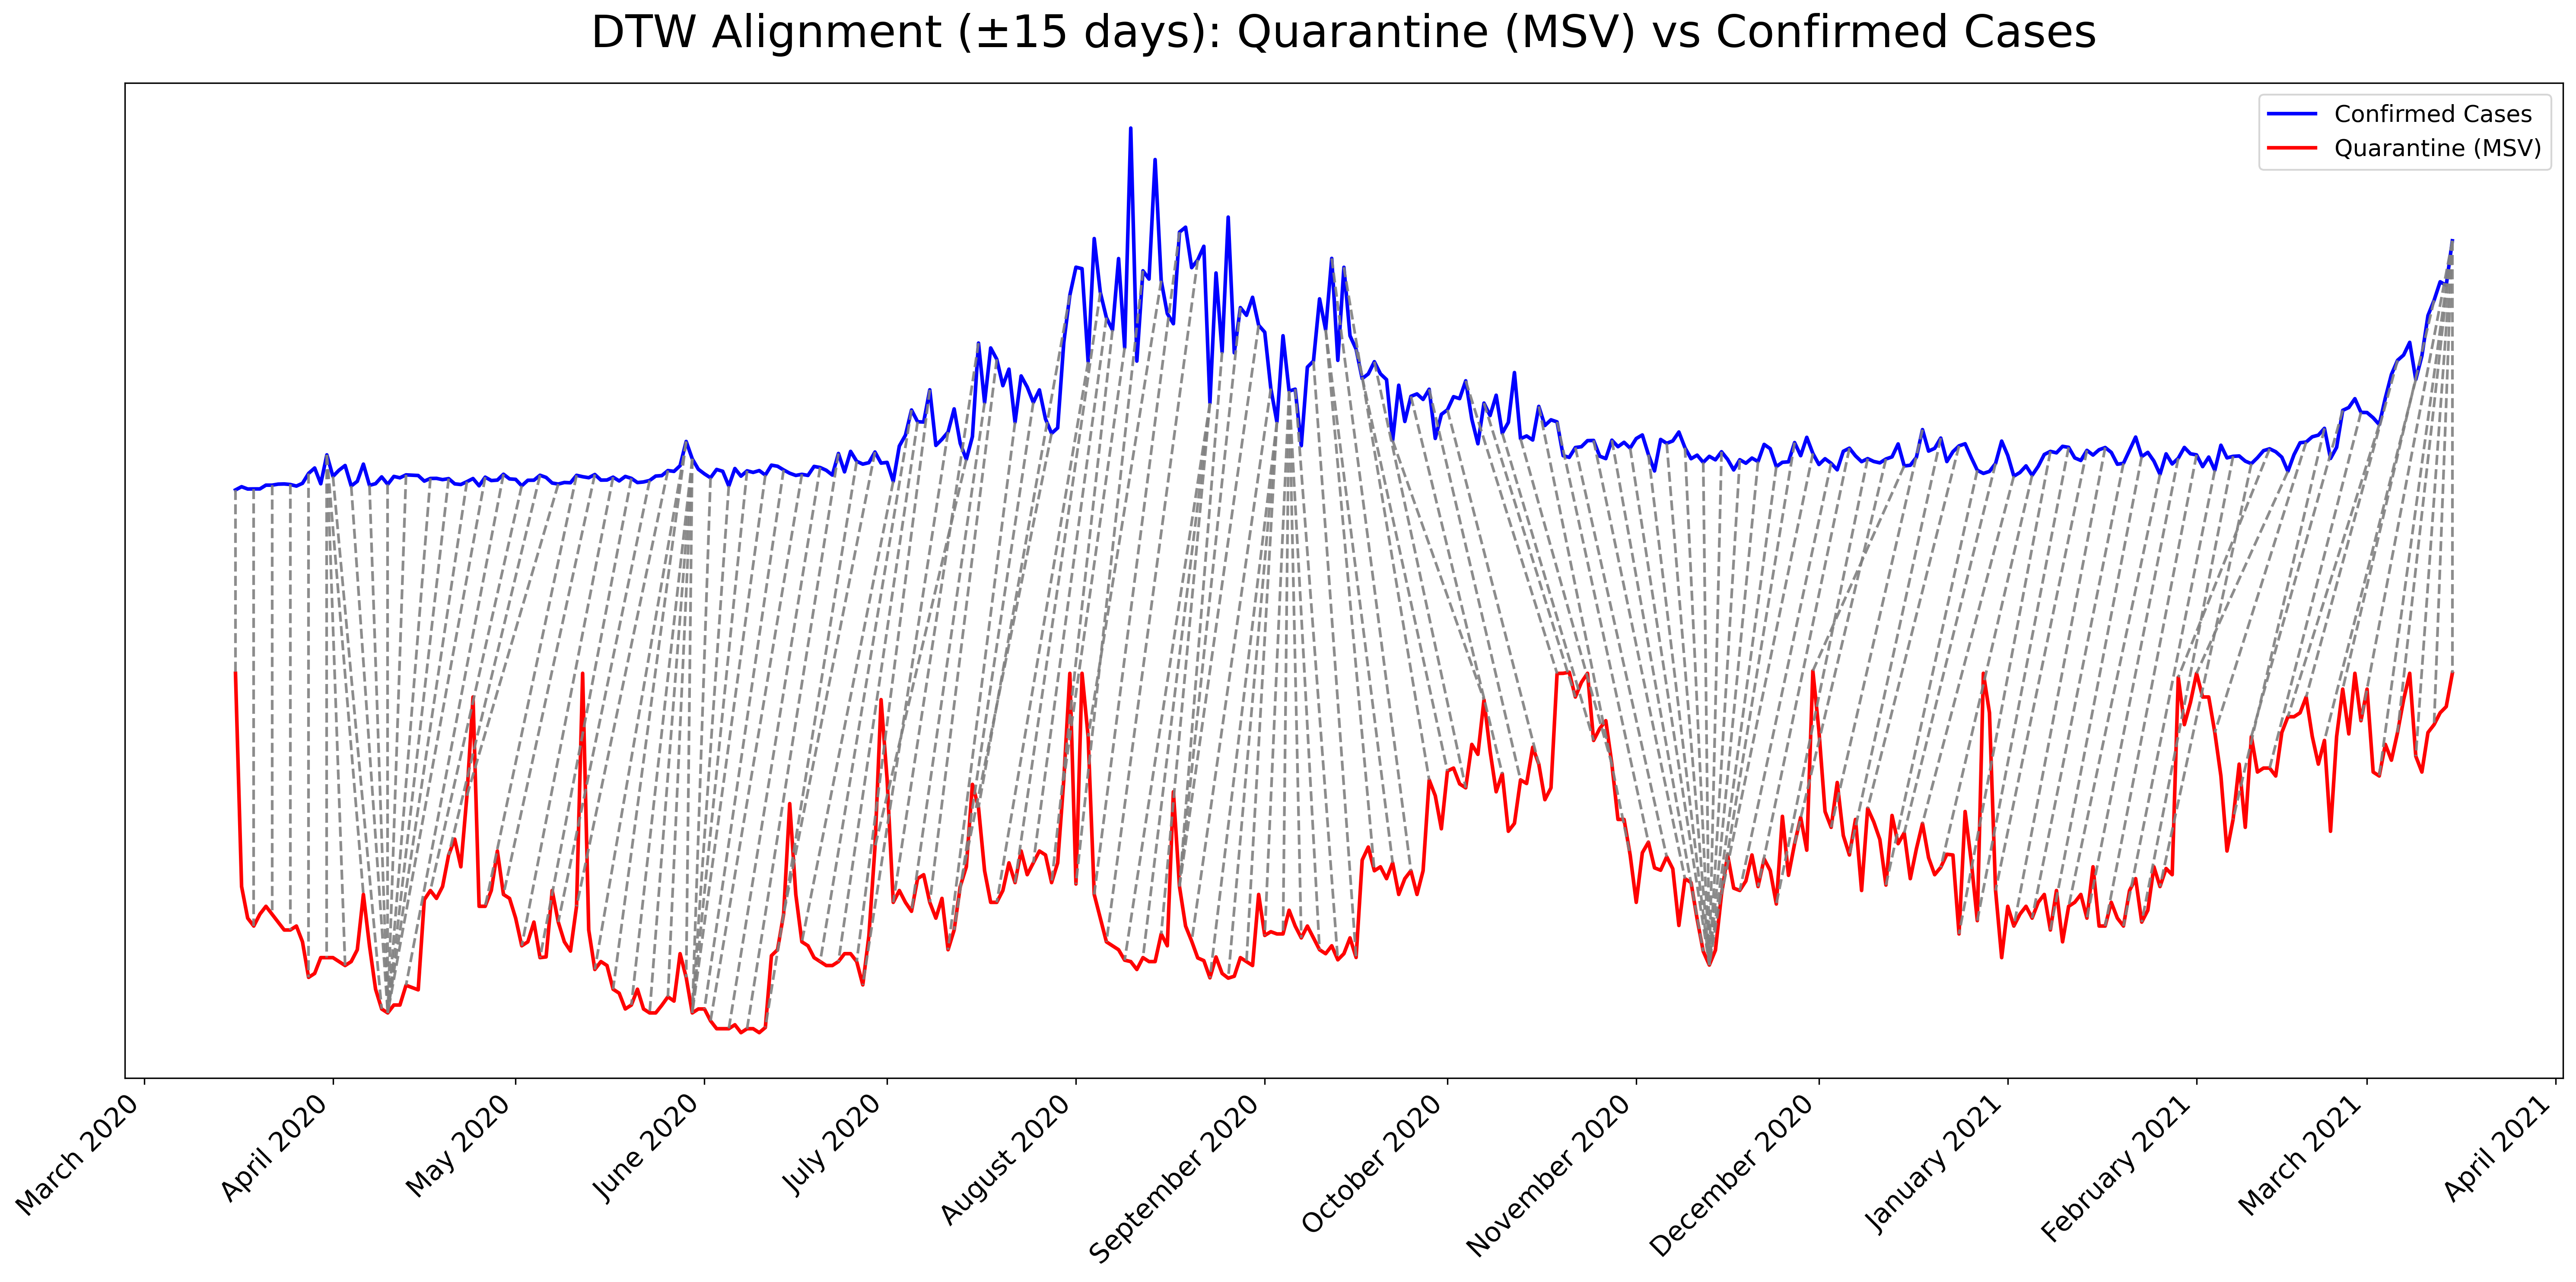 DTW Alignment (±15 days): Quarantine (MSV) vs Confirmed Cases
Confirmed Cases
Quarantine (MSV)
March 2020
April 2020
May 2020
June 2020
July 2020
August 2020
September 2020
October 2020
November 2020
December 2020
January 2021
February 2021
March 2021
April 2021